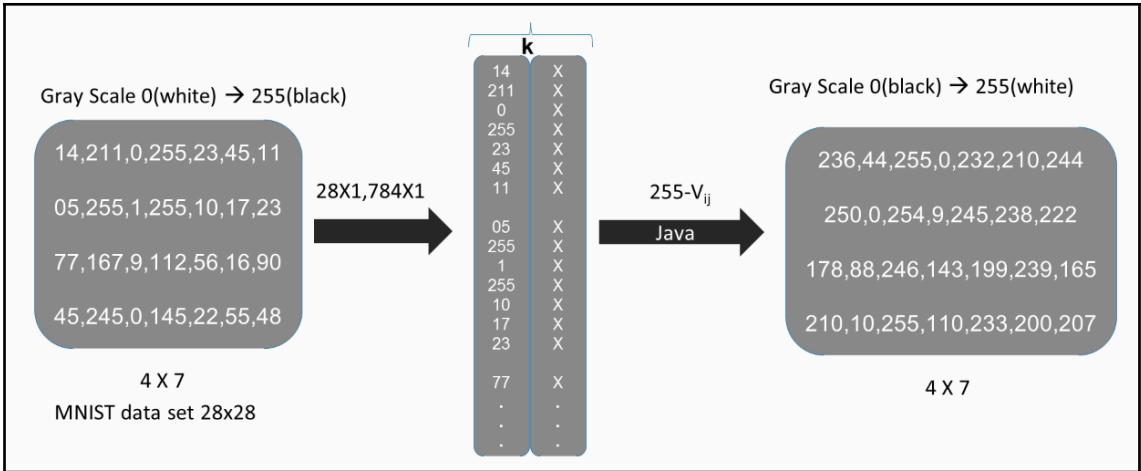 k
Gray Scale 0(white) → 255(black)
14,211,0,255,23,45,11
05,255,1,255,10,17,23
77,167,9,112,56,16,90
45,245,0,145,22,55,48
4 X 7
MNIST data set 28x28
28X1,784X1
14 X
211 X
0 X
255 X
23 X
45 X
11 X
05 X
255 X
1 X
255 X
10 X
17 X
23 X
77 X
. .
. .
. .
255-Vij
Java
Gray Scale 0(black) → 255(white)
236,44,255,0,232,210,244
250,0,254,9,245,238,222
178,88,246,143,199,239,165
210,10,255,110,233,200,207
4 X 7